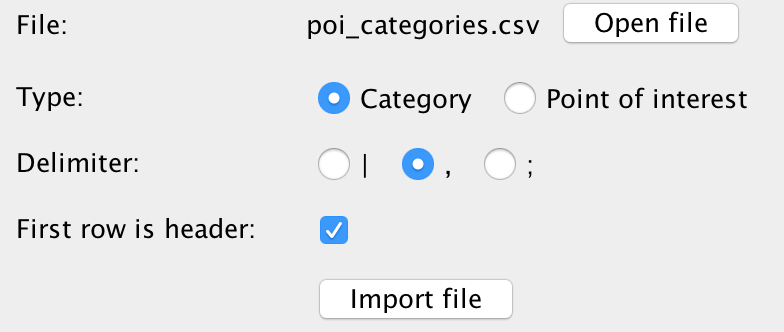 File: poi_categories.csv Open file
Type: Category Point of interest
Delimiter: | , ;
First row is header:
Import file